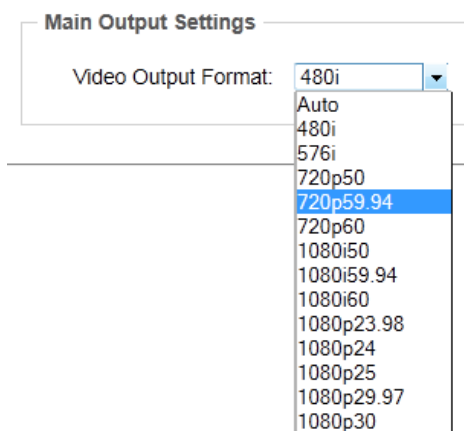 Main Output Settings
Video Output Format: 480i
Auto
480i
576i
720p50
720p59.94
720p60
1080i50
1080i59.94
1080i60
1080p23.98
1080p24
1080p25
1080p29.97
1080p30